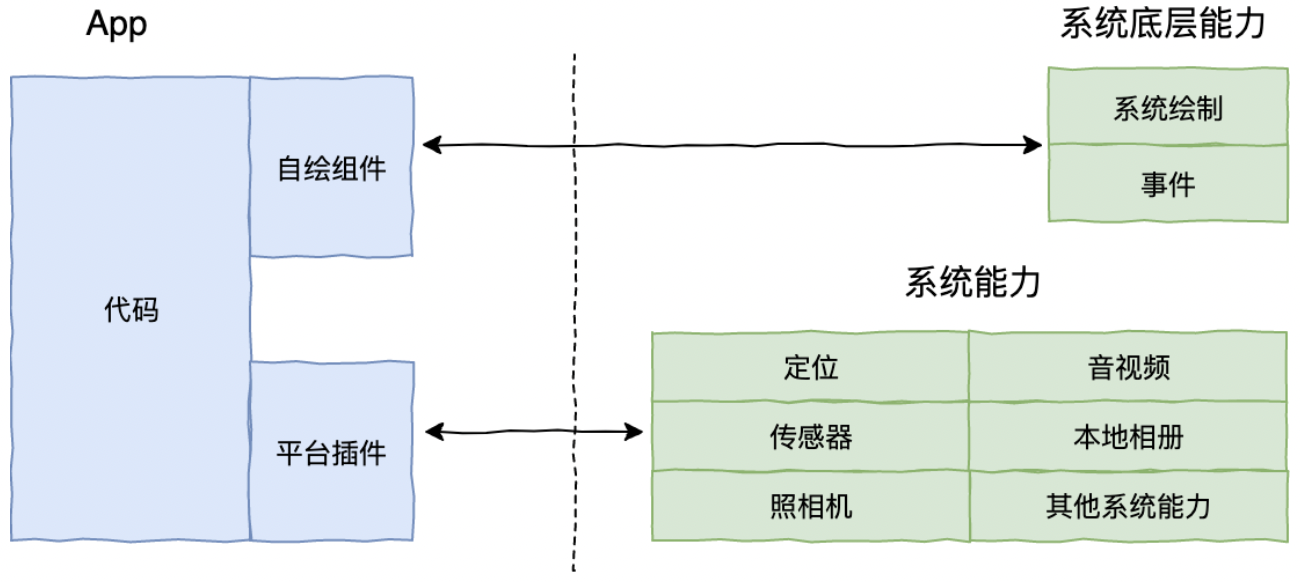 App
系统底层能力
系统绘制
自绘组件
事件
系统能力
代码
定位
音视频
传感器
本地相册
平台插件
照相机
其他系统能力